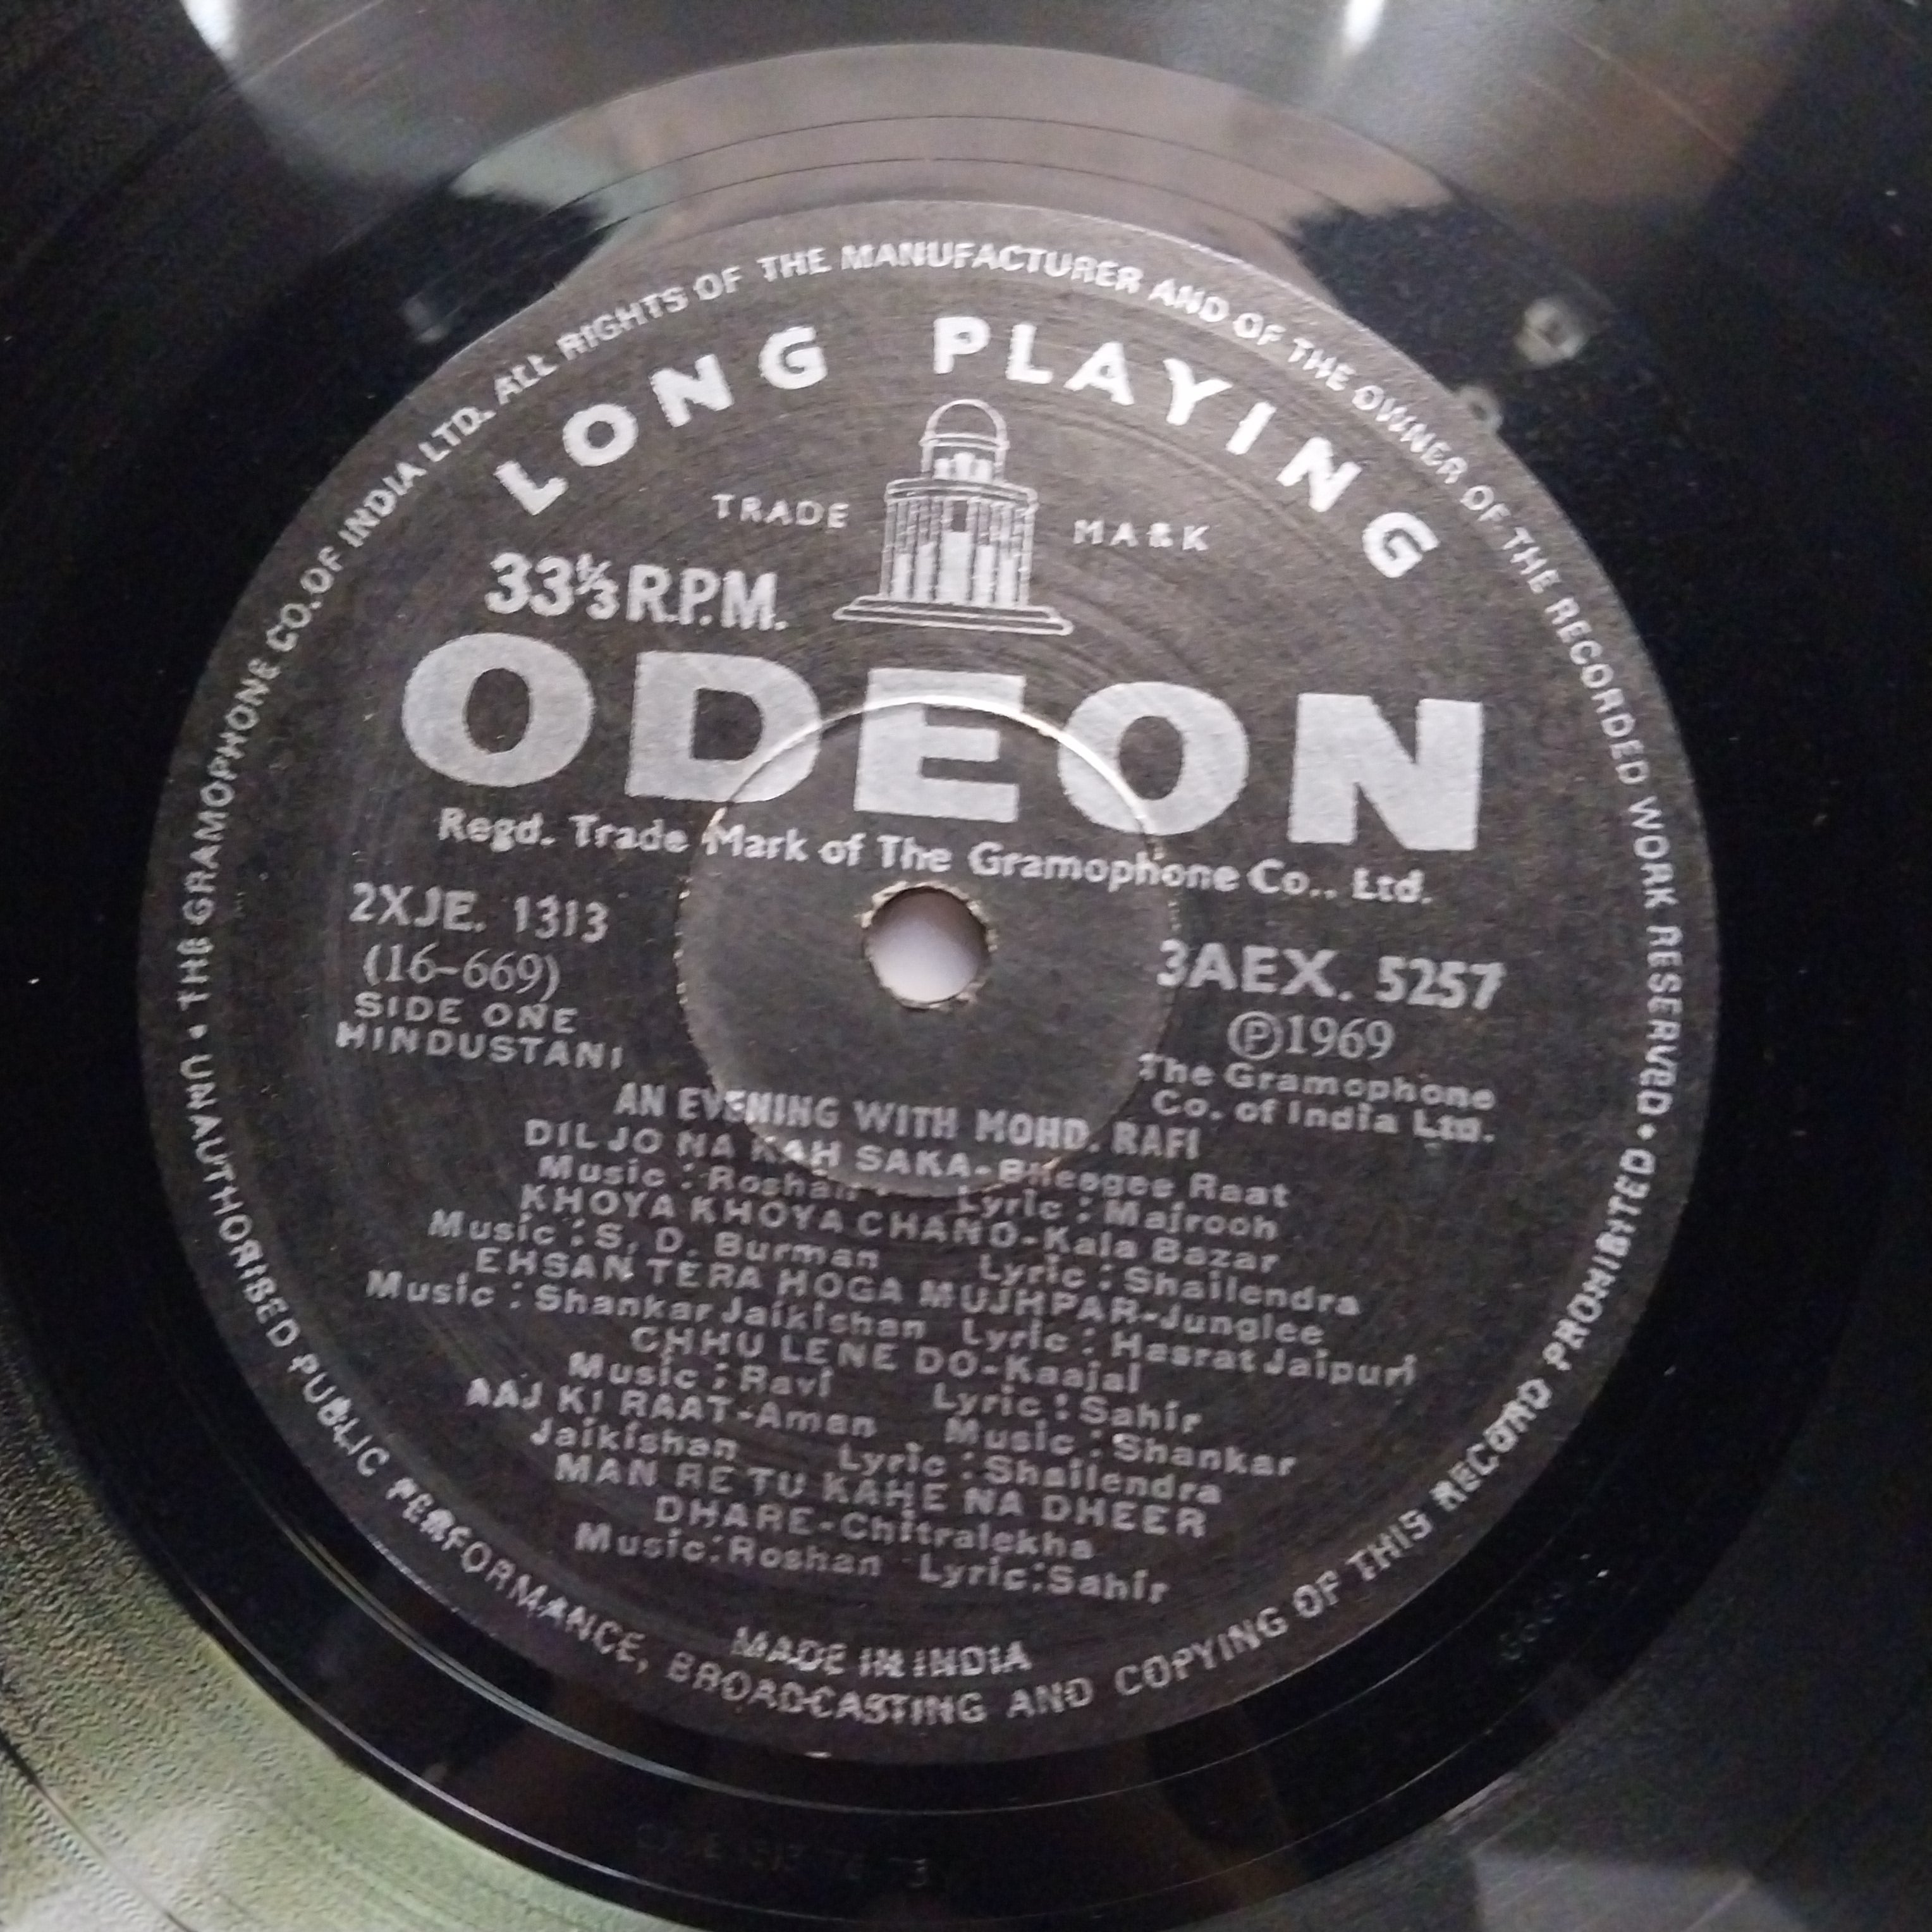 THE GRAMOPHONE CO. OF INDIA LTD. ALL RIGHTS OF THE MANUFACTURER AND OF THE OWNER OF THE RECORDED WORK RESERVED • UNAUTHORISED PUBLIC PERFORMANCE, BROADCASTING AND COPYING OF THIS RECORD PROHIBITED •
LONG PLAYING
TRADE MARK
33⅓ R.P.M.
ODEON
Regd. Trade Mark of The Gramophone Co., Ltd.
2XJE. 1313
(16-669)
SIDE ONE
HINDUSTANI
3AEX. 5257
Ⓟ1969
The Gramophone
Co. of India Ltd.
AN EVENING WITH MOHD. RAFI
DIL JO NA KAH SAKA-Bheegee Raat
Music : Roshan Lyric : Majrooh
KHOYA KHOYA CHAND-Kala Bazar
Music : S. D. Burman Lyric : Shailendra
EHSAN TERA HOGA MUJHPAR-Junglee
Music : Shankar Jaikishan Lyric : Hasrat Jaipuri
CHHU LENE DO-Kaajal
Music : Ravi Lyric : Sahir
AAJ KI RAAT-Aman Music : Shankar
Jaikishan Lyric : Shailendra
MAN RE TU KAHE NA DHEER
DHARE-Chitralekha
Music : Roshan Lyric : Sahir
MADE IN INDIA